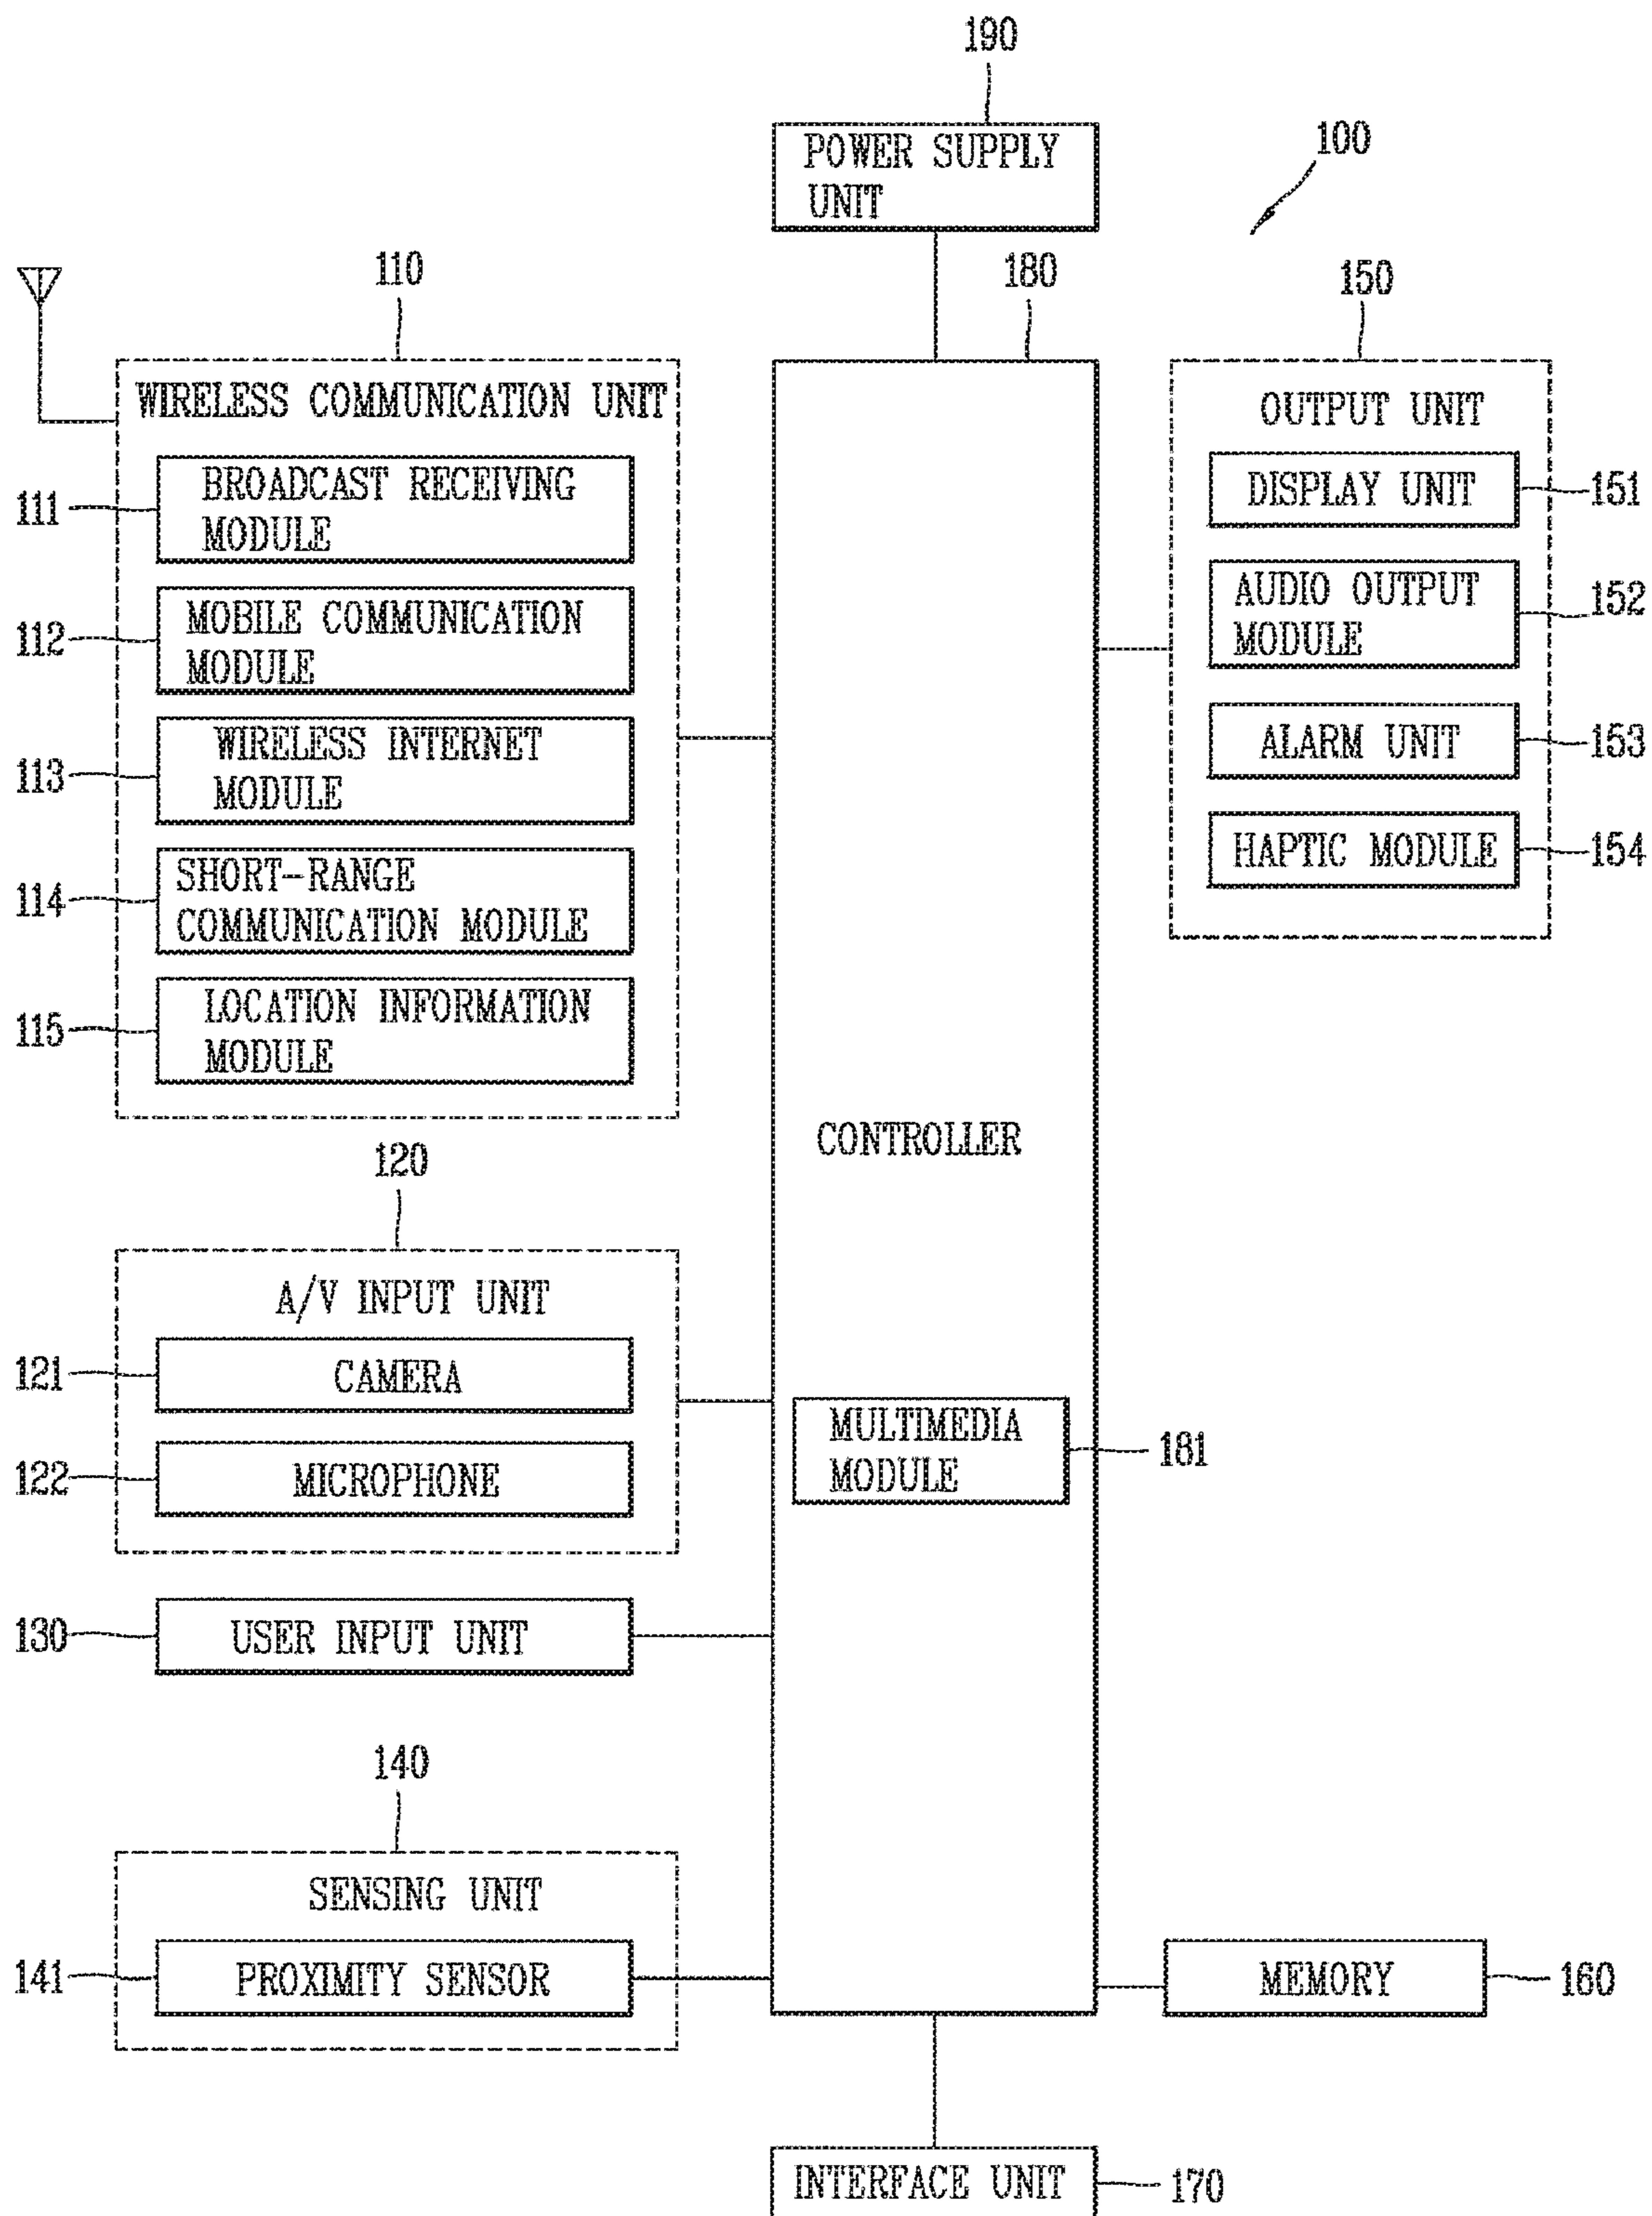 190
POWER SUPPLY
UNIT
100
110
180
150
WIRELESS COMMUNICATION UNIT
111
BROADCAST RECEIVING
MODULE
112
MOBILE COMMUNICATION
MODULE
113
WIRELESS INTERNET
MODULE
114
SHORT-RANGE
COMMUNICATION MODULE
115
LOCATION INFORMATION
MODULE
OUTPUT UNIT
DISPLAY UNIT
151
AUDIO OUTPUT
MODULE
152
ALARM UNIT
153
HAPTIC MODULE
154
CONTROLLER
120
A/V INPUT UNIT
121
CAMERA
122
MICROPHONE
MULTIMEDIA
MODULE
181
130
USER INPUT UNIT
140
SENSING UNIT
141
PROXIMITY SENSOR
MEMORY
160
INTERFACE UNIT
170